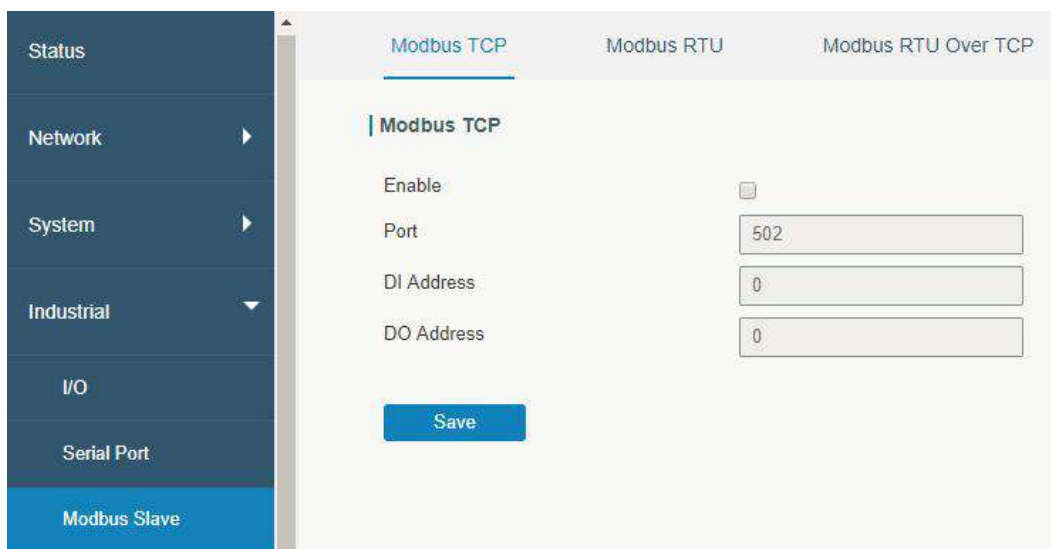 Status
Network
System
Industrial
I/O
Serial Port
Modbus Slave
Modbus TCP Modbus RTU Modbus RTU Over TCP
Modbus TCP
Enable
Port 502
DI Address 0
DO Address 0
Save